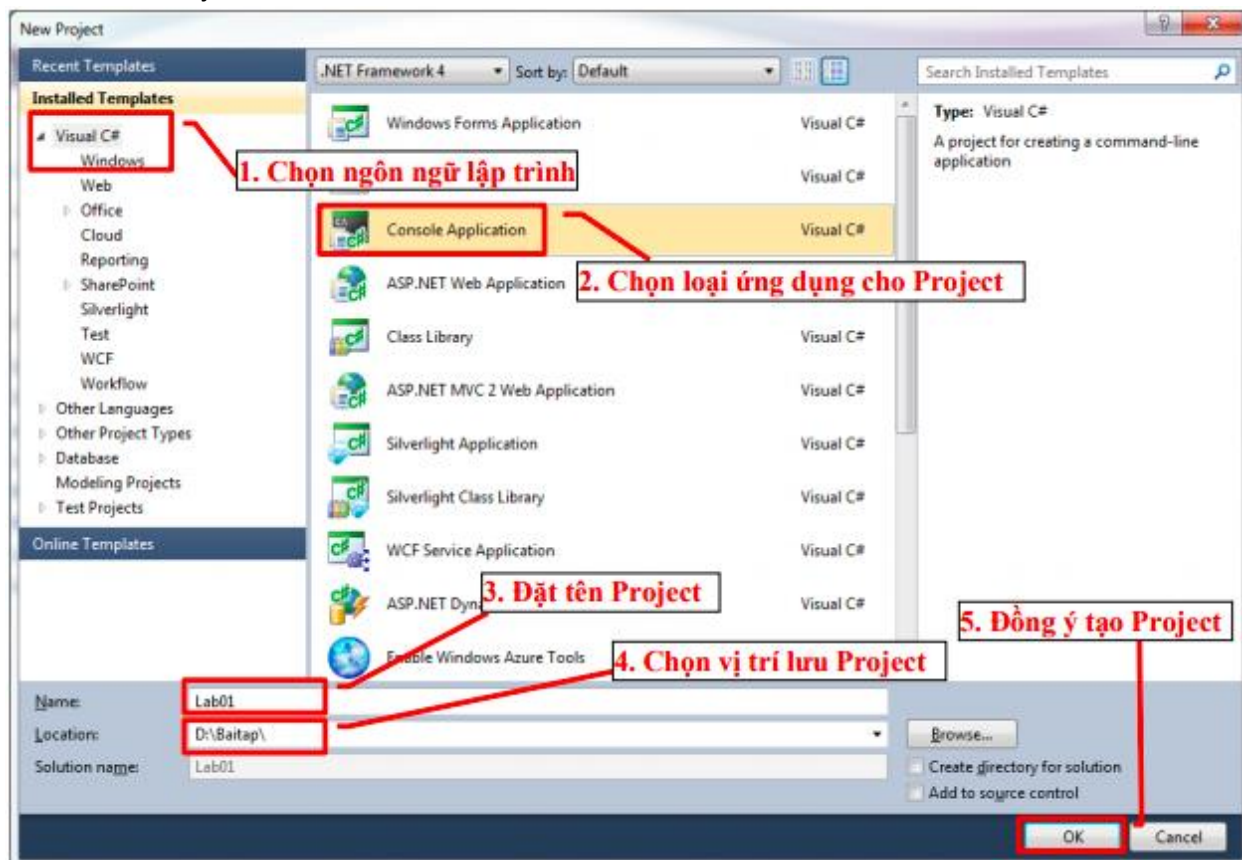 New Project
Recent Templates
.NET Framework 4
Sort by: Default
Search Installed Templates
Installed Templates
Visual C#
Windows
Web
Office
Cloud
Reporting
SharePoint
Silverlight
Test
WCF
Workflow
Other Languages
Other Project Types
Database
Modeling Projects
Test Projects
Online Templates
1. Chọn ngôn ngữ lập trình
Windows Forms Application Visual C#
Visual C#
Console Application Visual C#
2. Chọn loại ứng dụng cho Project
ASP.NET Web Application
Class Library Visual C#
ASP.NET MVC 2 Web Application Visual C#
Silverlight Application Visual C#
Silverlight Class Library Visual C#
WCF Service Application Visual C#
3. Đặt tên Project
ASP.NET Visual C#
4. Chọn vị trí lưu Project
Enable Windows Azure Tools
Type: Visual C#
A project for creating a command-line
application
5. Đồng ý tạo Project
Name: Lab01
Location: D:\Baitap\
Browse...
Solution name: Lab01
Create directory for solution
Add to source control
OK Cancel